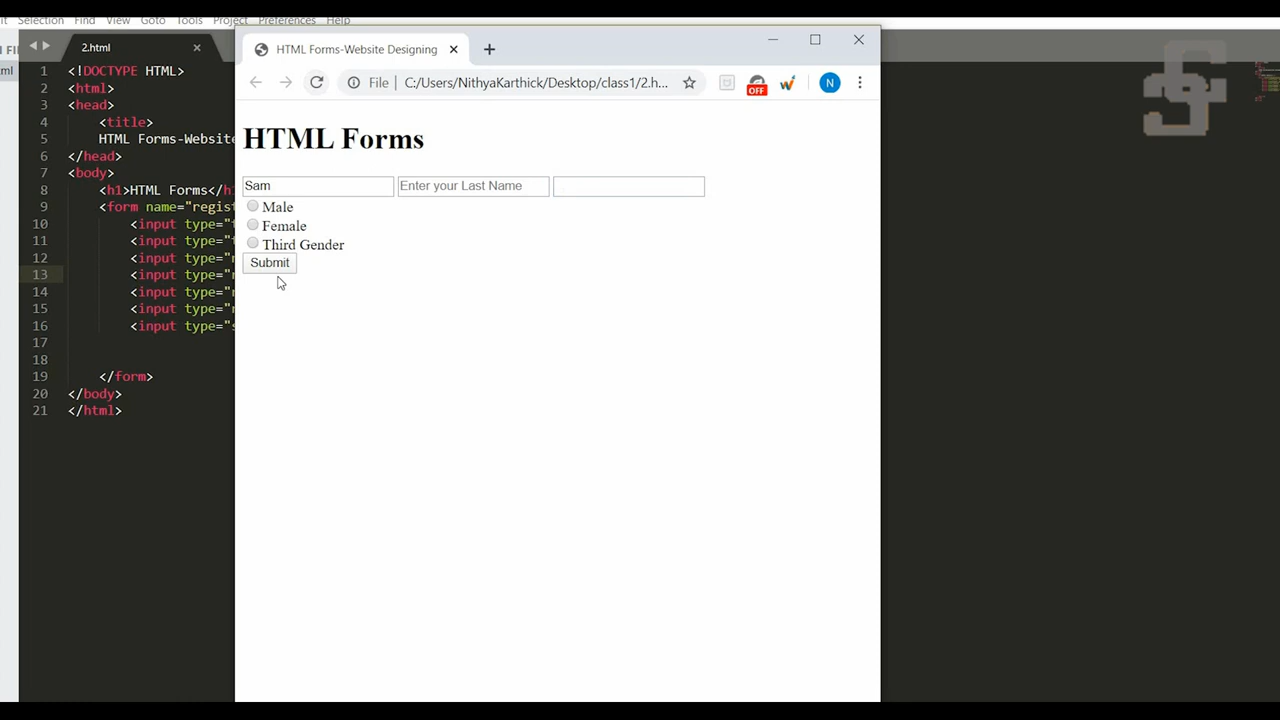 it Selection Find View Goto Tools Project Preferences Help
FI
2.html
HTML Forms-Website Designing
ml
File C:/Users/NithyaKarthick/Desktop/class1/2.h...
OFF
N
1 <!DOCTYPE HTML>
2 <html>
3 <head>
4 <title>
5 HTML Forms-Website
6 </head>
7 <body>
8 <h1>HTML Forms</h
9 <form name="regist
10 <input type="
11 <input type="
12 <input type="
13 <input type="
14 <input type="
15 <input type="
16 <input type="
17
18
19 </form>
20 </body>
21 </html>
HTML Forms
Sam Enter your Last Name
Male
Female
Third Gender
Submit